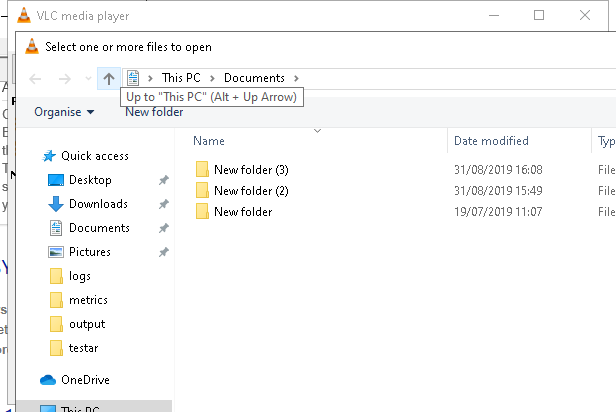 VLC media player
Select one or more files to open
This PC > Documents >
Up to "This PC" (Alt + Up Arrow)
Organise
New folder
Name Date modified Typ
Quick access
Desktop
Downloads
Documents
Pictures
logs
metrics
output
testar
OneDrive
This PC
New folder (3) 31/08/2019 16:08 File
New folder (2) 31/08/2019 15:49 File
New folder 19/07/2019 11:07 File